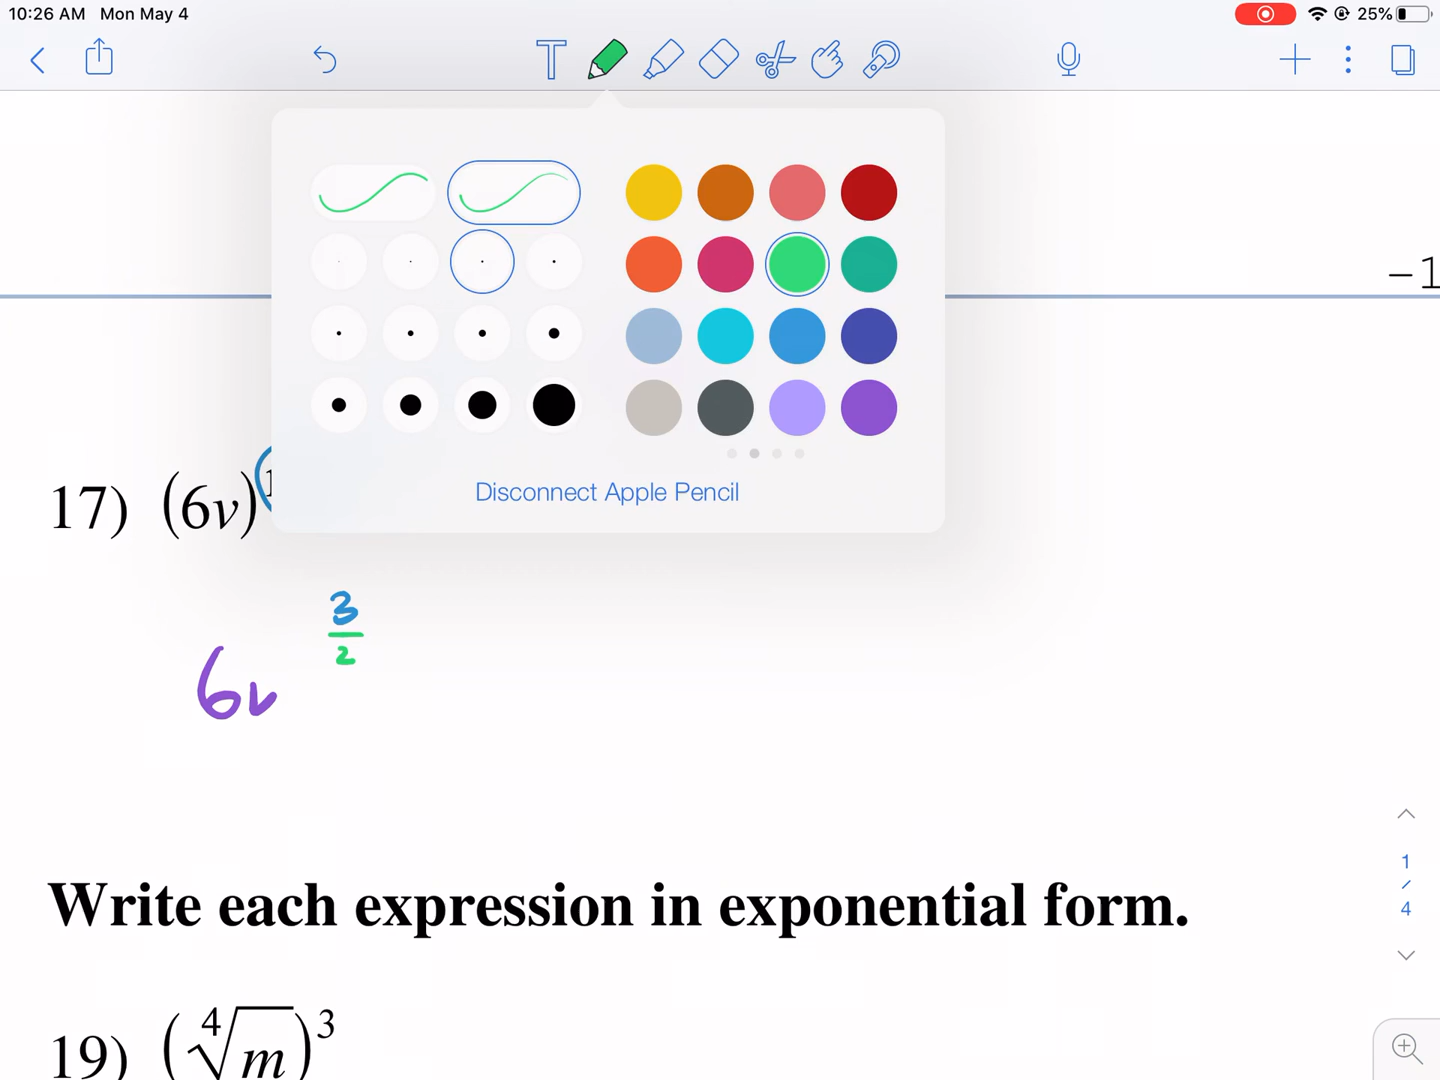 10:26 AM Mon May 4
25%
T
Disconnect Apple Pencil
-1
17) (6v)
3
2
6v
1
/
4
Write each expression in exponential form.
19) (⁴√m)³